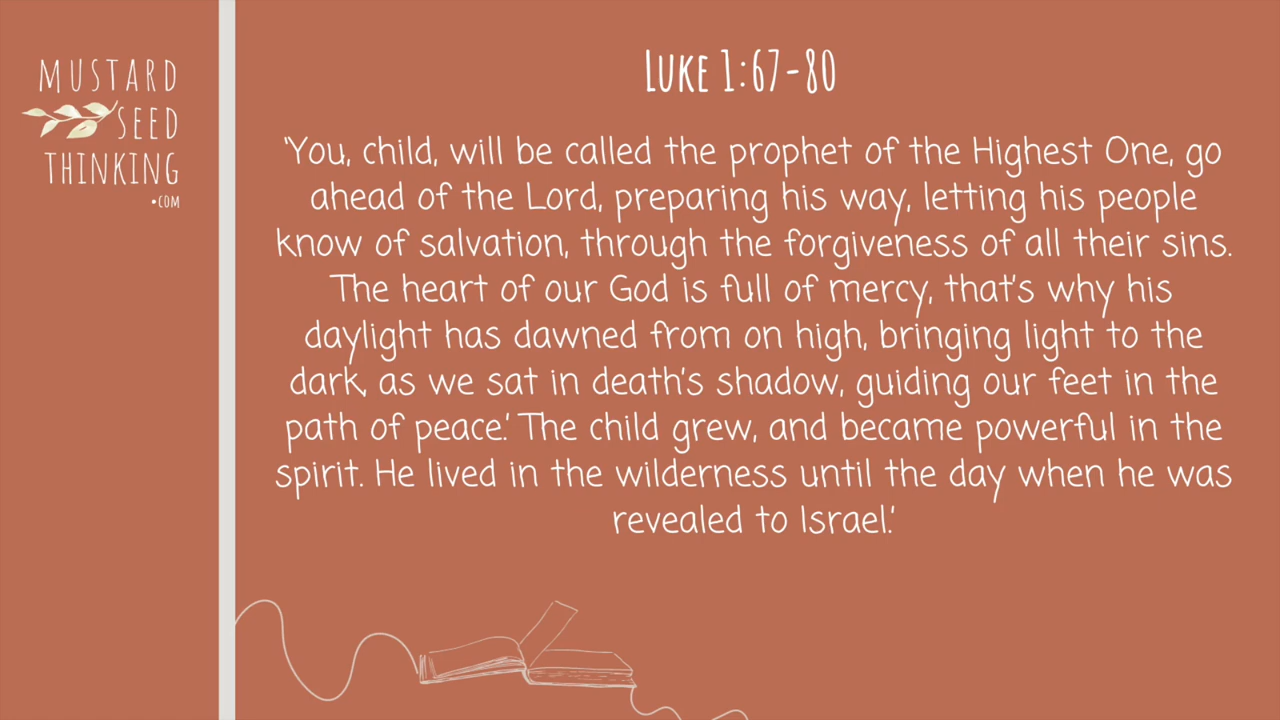 MUSTARD
SEED
THINKING
.COM
LUKE 1:67-80
'You, child, will be called the prophet of the Highest One, go
ahead of the Lord, preparing his way, letting his people
know of salvation, through the forgiveness of all their sins.
The heart of our God is full of mercy, that's why his
daylight has dawned from on high, bringing light to the
dark, as we sat in death's shadow, guiding our feet in the
path of peace.' The child grew, and became powerful in the
spirit. He lived in the wilderness until the day when he was
revealed to Israel.'